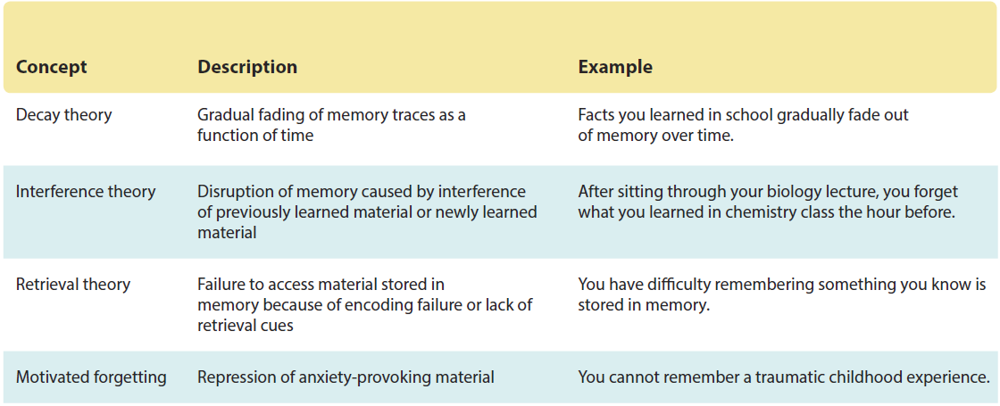 Concept Description Example
Decay theory Gradual fading of memory traces as a Facts you learned in school gradually fade out
function of time of memory over time.
Interference theory Disruption of memory caused by interference After sitting through your biology lecture, you forget
of previously learned material or newly learned what you learned in chemistry class the hour before.
material
Retrieval theory Failure to access material stored in You have difficulty remembering something you know is
memory because of encoding failure or lack of stored in memory.
retrieval cues
Motivated forgetting Repression of anxiety-provoking material You cannot remember a traumatic childhood experience.